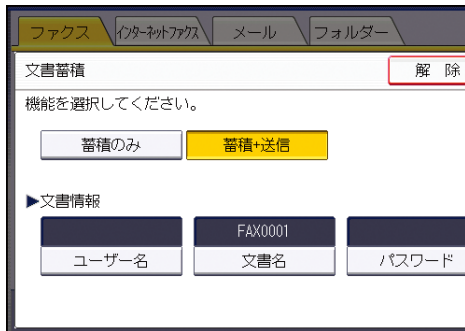 ファクス インターネットファクス メール フォルダー
文書蓄積 解除
機能を選択してください。
蓄積のみ 蓄積+送信
▶文書情報
FAX0001
ユーザー名 文書名 パスワード